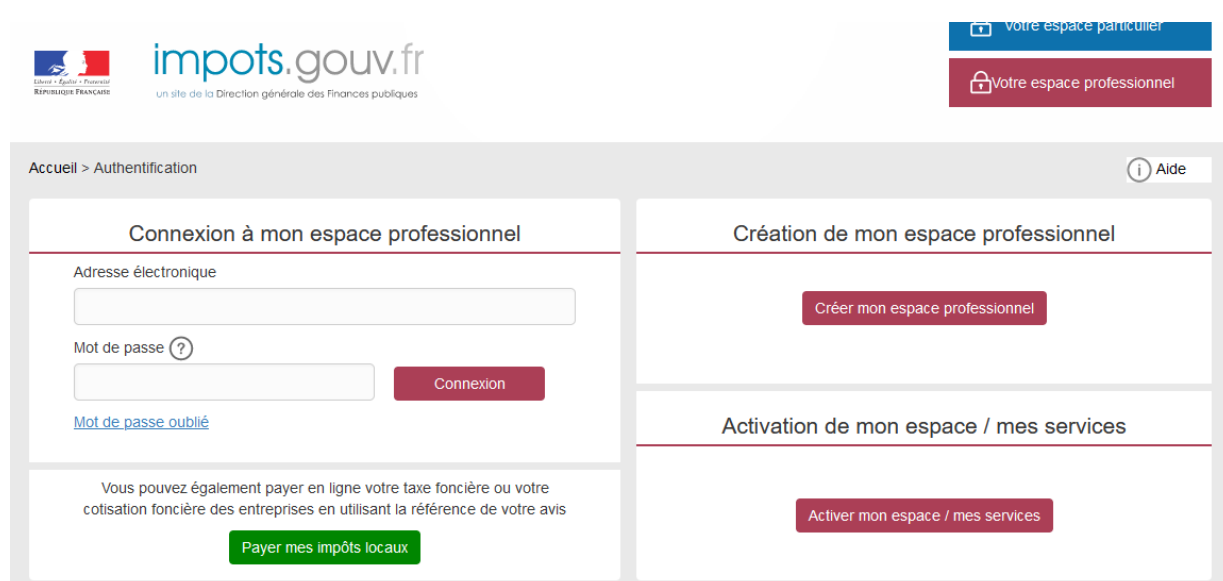 Votre espace particulier
Liberté • Égalité • Fraternité
RÉPUBLIQUE FRANÇAISE
impots.gouv.fr
un site de la Direction générale des Finances publiques
Votre espace professionnel
Accueil > Authentification
Aide
Connexion à mon espace professionnel
Adresse électronique
Mot de passe ?
Connexion
Mot de passe oublié
Vous pouvez également payer en ligne votre taxe foncière ou votre
cotisation foncière des entreprises en utilisant la référence de votre avis
Payer mes impôts locaux
Création de mon espace professionnel
Créer mon espace professionnel
Activation de mon espace / mes services
Activer mon espace / mes services